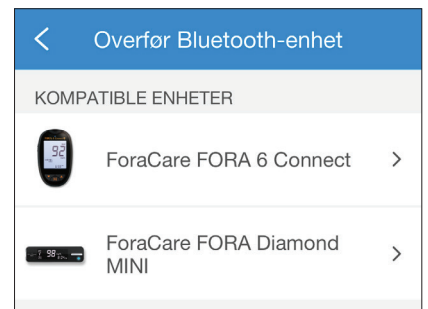 Overfør Bluetooth-enhet
KOMPATIBLE ENHETER
ForaCare FORA 6 Connect
ForaCare FORA Diamond
MINI